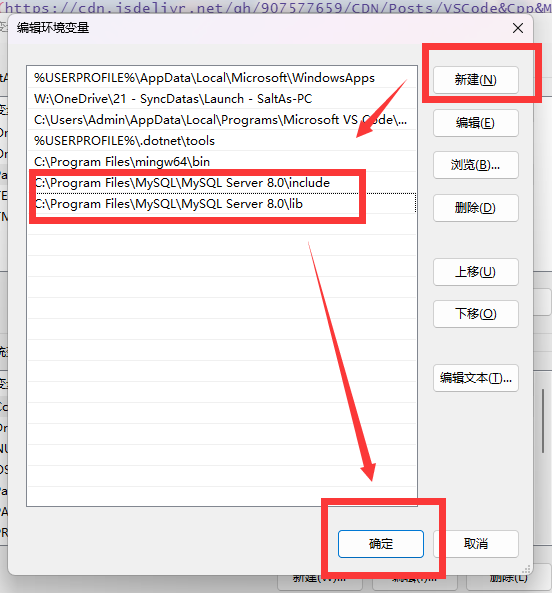 https://cdn.jsdelivr.net/gh/907577659/CDN/Posts/VSCode&Cpp&M
编辑环境变量
%USERPROFILE%\AppData\Local\Microsoft\WindowsApps
新建(N)
W:\OneDrive\21 - SyncDatas\Launch - SaltAs-PC
C:\Users\Admin\AppData\Local\Programs\Microsoft VS Code\...
编辑(E)
%USERPROFILE%\.dotnet\tools
C:\Program Files\mingw64\bin
浏览(B)...
C:\Program Files\MySQL\MySQL Server 8.0\include
C:\Program Files\MySQL\MySQL Server 8.0\lib
删除(D)
上移(U)
下移(O)
编辑文本(T)...
确定
取消
新建(W)...
编辑(I)...
删除(L)